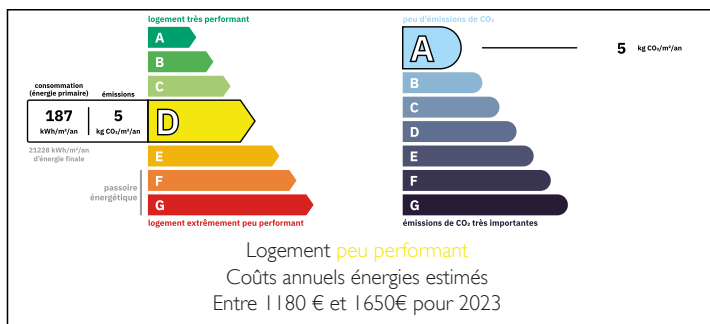 logement très performant
A
B
C
consommation
(énergie primaire)
émissions
187
kWh/m²/an
5
kg CO₂/m²/an
D
21228 kWh/m²/an
d'énergie finale
E
F
G
passoire
énergétique
logement extrêmement peu performant
peu d'émissions de CO₂
A
5 kg CO₂/m²/an
B
C
D
E
F
G
émissions de CO₂ très importantes
Logement peu performant
Coûts annuels énergies estimés
Entre 1180 € et 1650€ pour 2023